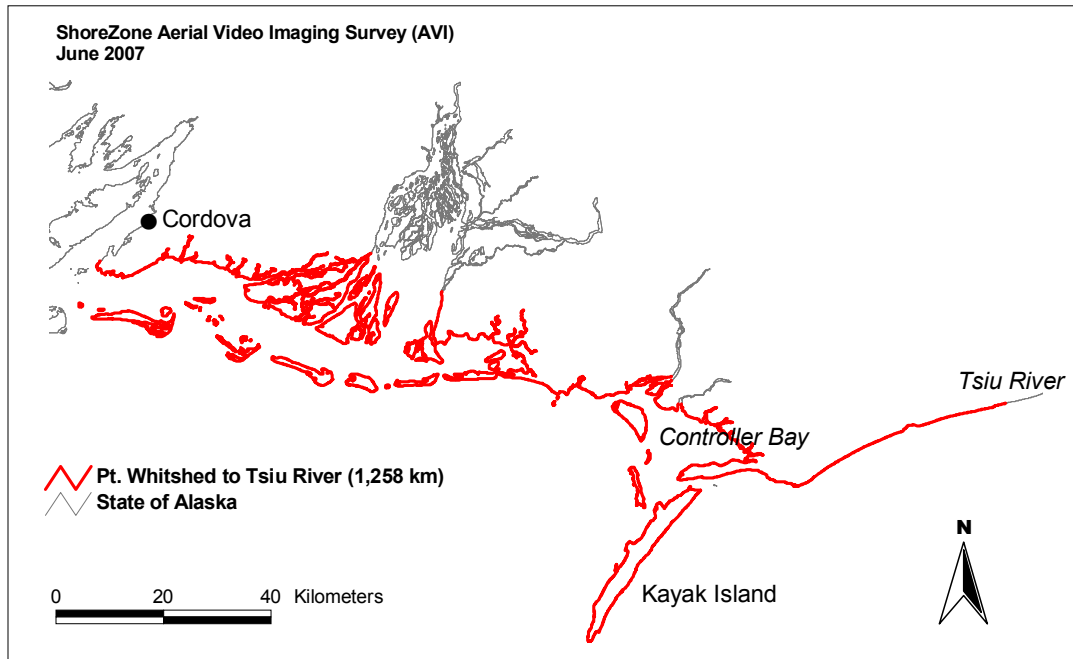 ShoreZone Aerial Video Imaging Survey (AVI)
June 2007
Cordova
Tsiu River
Controller Bay
Pt. Whitshed to Tsiu River (1,258 km)
State of Alaska
N
Kayak Island
0 20 40 Kilometers